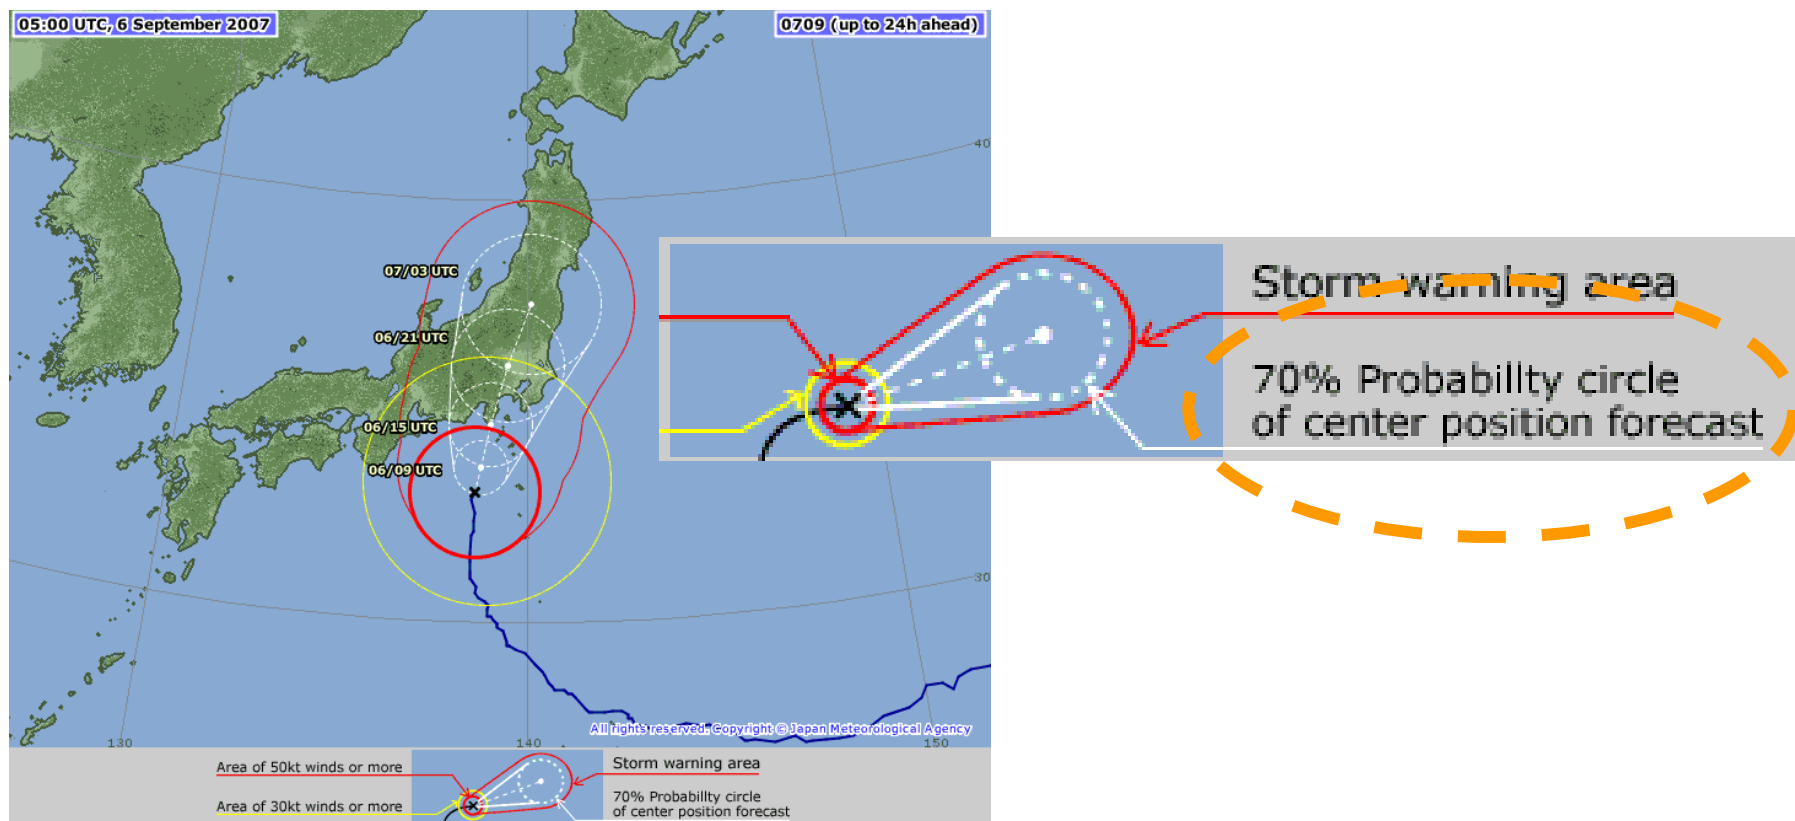 05:00 UTC, 6 September 2007
0709 (up to 24h ahead)
40
07/03 UTC
06/21 UTC
06/15 UTC
06/09 UTC
30
All rights reserved. Copyright © Japan Meteorological Agency
130
140
150
Area of 50kt winds or more
Area of 30kt winds or more
Storm warning area
70% Probabillty circle
of center position forecast
Storm warning area
70% Probabillty circle
of center position forecast